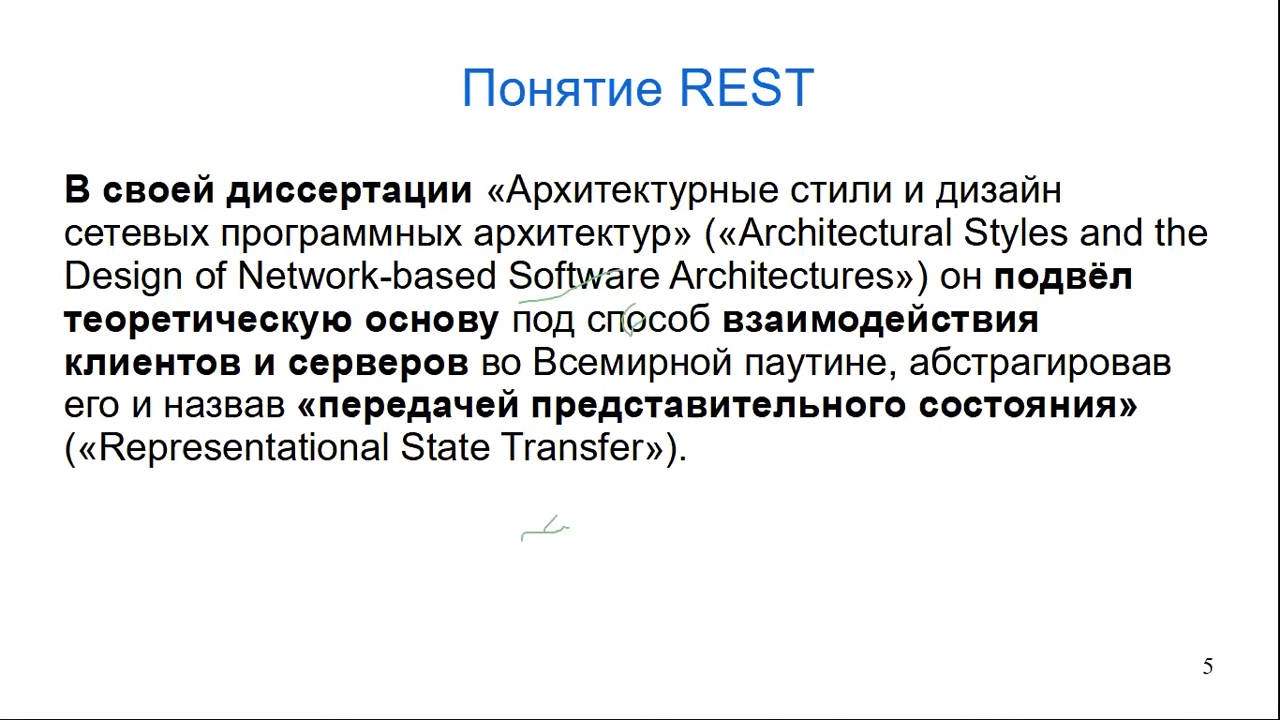 Понятие REST
В своей диссертации «Архитектурные стили и дизайн
сетевых программных архитектур» («Architectural Styles and the
Design of Network-based Software Architectures») он подвёл
теоретическую основу под способ взаимодействия
клиентов и серверов во Всемирной паутине, абстрагировав
его и назвав «передачей представительного состояния»
(«Representational State Transfer»).
5